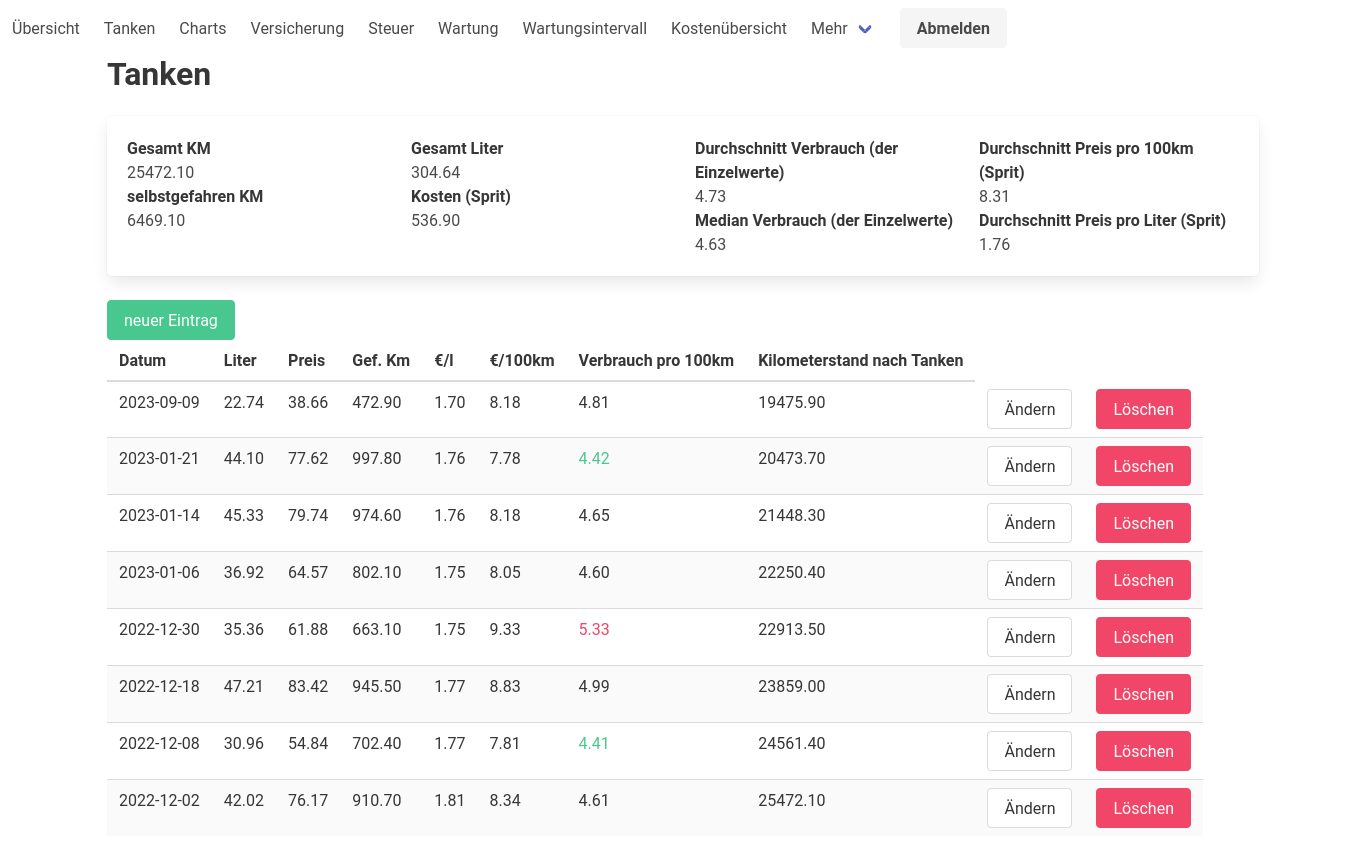 Übersicht Tanken Charts Versicherung Steuer Wartung Wartungsintervall Kostenübersicht Mehr Abmelden
Tanken
Gesamt KM
25472.10
selbstgefahren KM
6469.10
Gesamt Liter
304.64
Kosten (Sprit)
536.90
Durchschnitt Verbrauch (der
Einzelwerte)
4.73
Median Verbrauch (der Einzelwerte)
4.63
Durchschnitt Preis pro 100km
(Sprit)
8.31
Durchschnitt Preis pro Liter (Sprit)
1.76
neuer Eintrag
Datum Liter Preis Gef. Km €/l €/100km Verbrauch pro 100km Kilometerstand nach Tanken
2023-09-09 22.74 38.66 472.90 1.70 8.18 4.81 19475.90 Ändern Löschen
2023-01-21 44.10 77.62 997.80 1.76 7.78 4.42 20473.70 Ändern Löschen
2023-01-14 45.33 79.74 974.60 1.76 8.18 4.65 21448.30 Ändern Löschen
2023-01-06 36.92 64.57 802.10 1.75 8.05 4.60 22250.40 Ändern Löschen
2022-12-30 35.36 61.88 663.10 1.75 9.33 5.33 22913.50 Ändern Löschen
2022-12-18 47.21 83.42 945.50 1.77 8.83 4.99 23859.00 Ändern Löschen
2022-12-08 30.96 54.84 702.40 1.77 7.81 4.41 24561.40 Ändern Löschen
2022-12-02 42.02 76.17 910.70 1.81 8.34 4.61 25472.10 Ändern Löschen